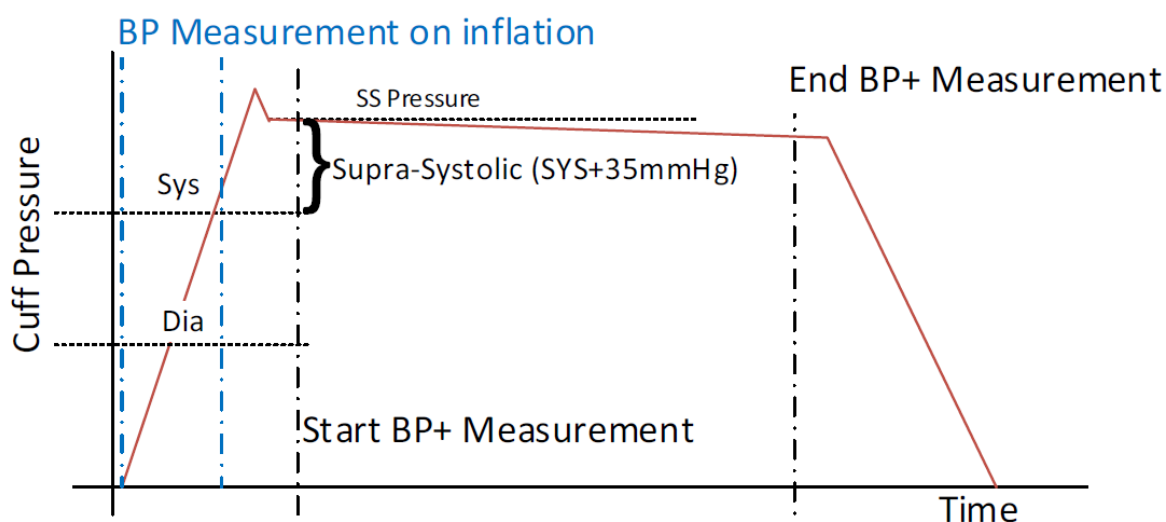 BP Measurement on inflation
End BP+ Measurement
SS Pressure
Supra-Systolic (SYS+35mmHg)
Sys
Dia
Cuff Pressure
Start BP+ Measurement
Time